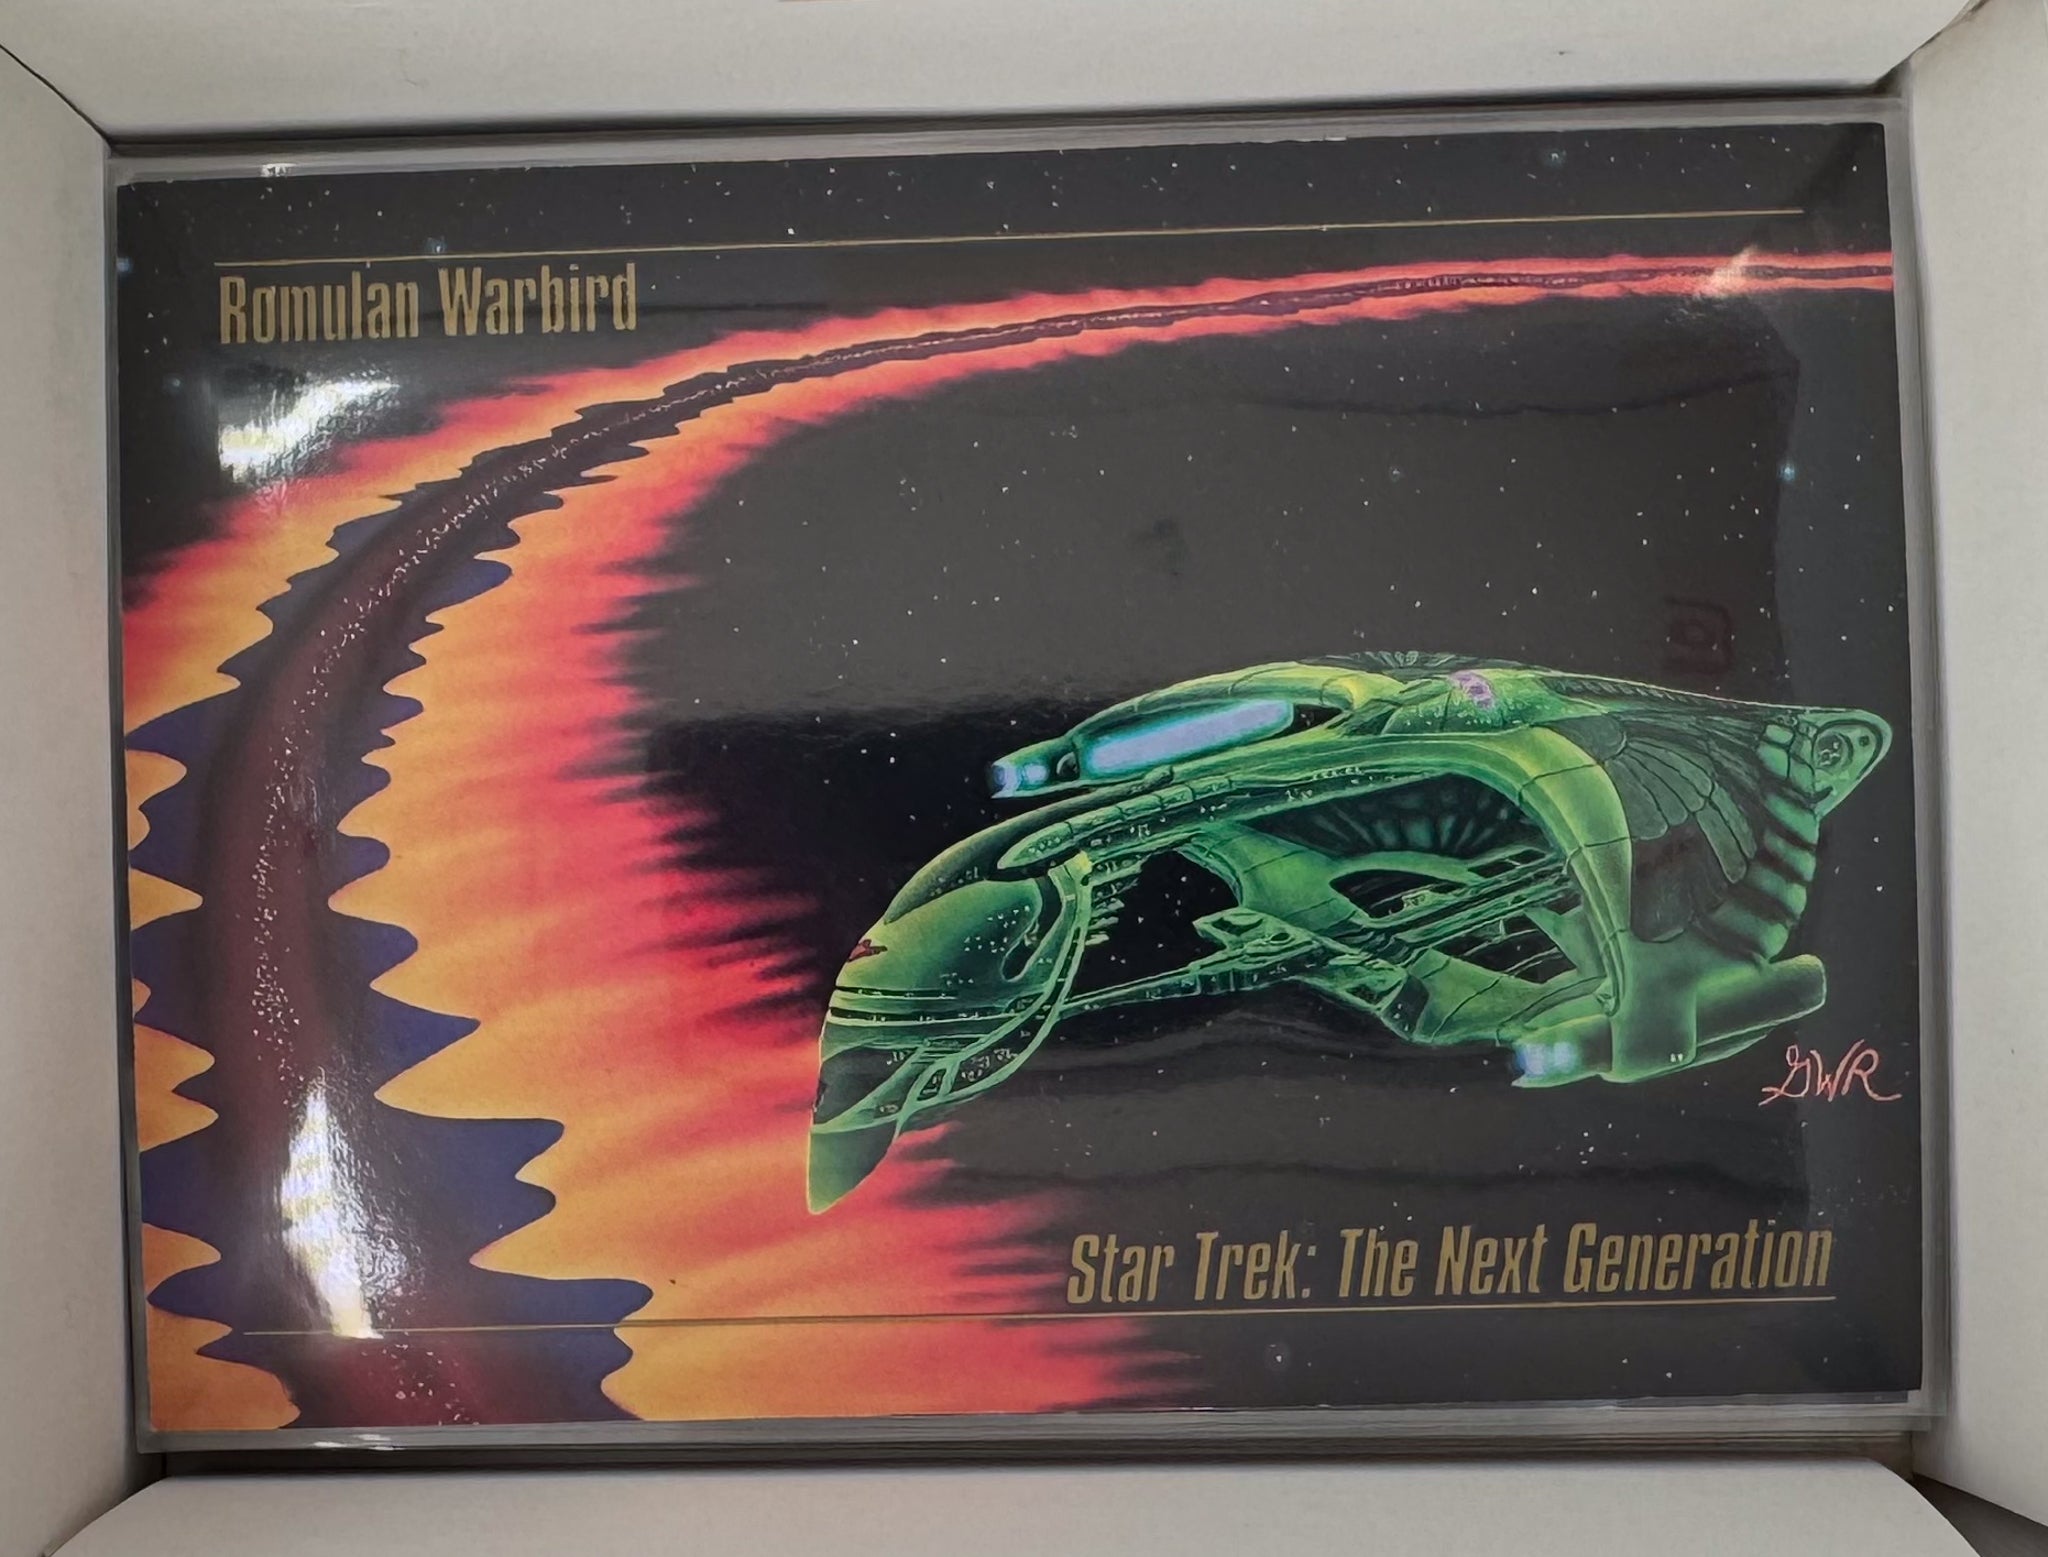 Romulan Warbird
GWR
Star Trek: The Next Generation